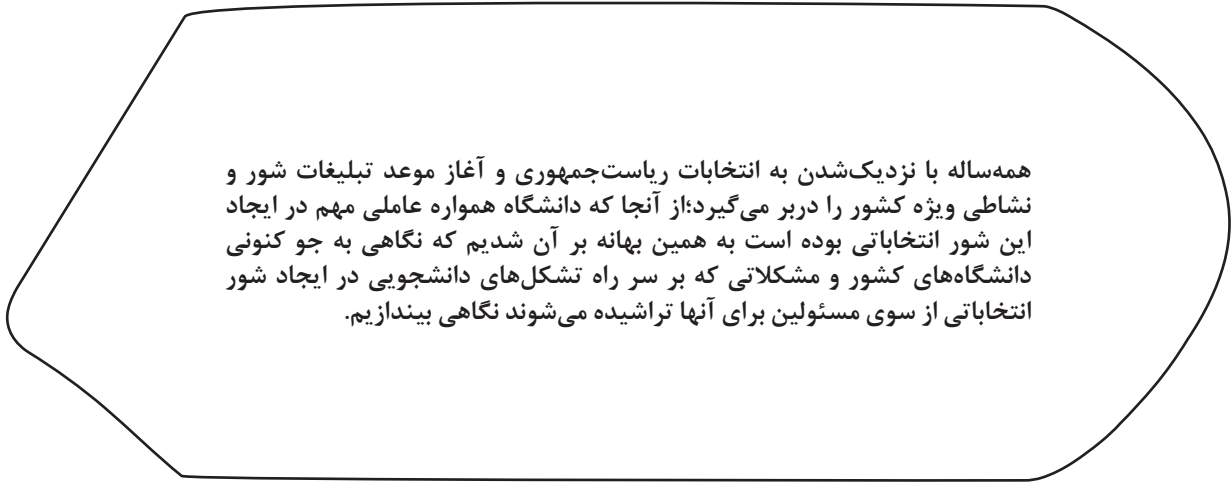 همه‌ساله با نزدیک‌شدن به انتخابات ریاست‌جمهوری و آغاز موعد تبلیغات شور و
نشاطی ویژه کشور را دربر می‌گیرد؛از آنجا که دانشگاه همواره عاملی مهم در ایجاد
این شور انتخاباتی بوده است به همین بهانه بر آن شدیم که نگاهی به جو کنونی
دانشگاه‌های کشور و مشکلاتی که بر سر راه تشکل‌های دانشجویی در ایجاد شور
انتخاباتی از سوی مسئولین برای آنها تراشیده می‌شوند نگاهی بیندازیم.